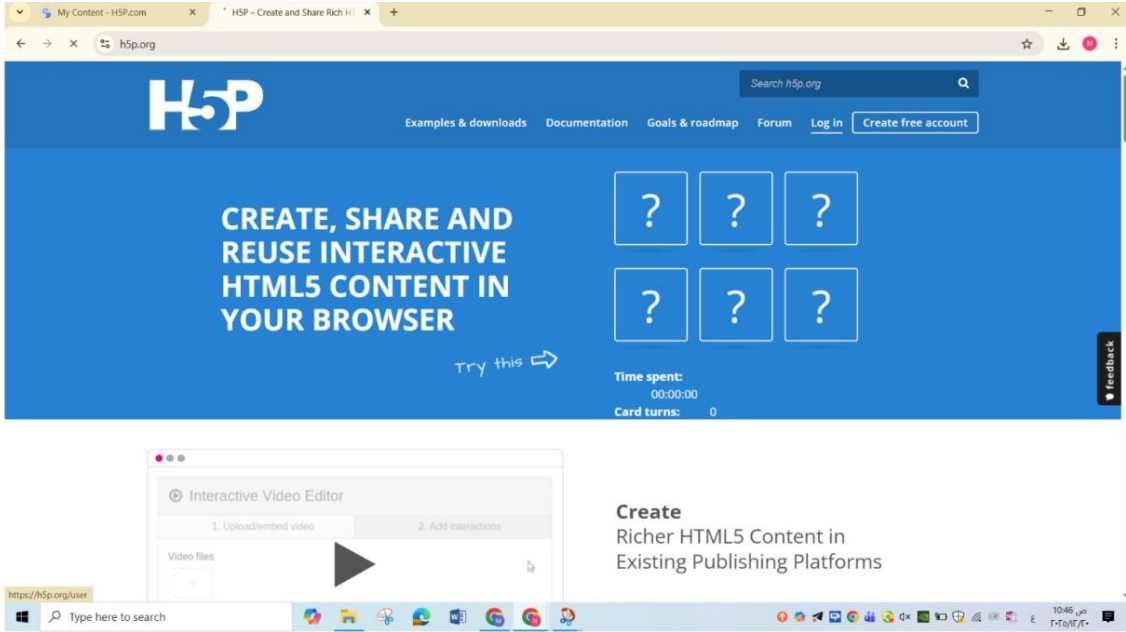 My Content - H5P.com
H5P – Create and Share Rich H
h5p.org
N
H5P
Search h5p.org
Examples & downloads Documentation Goals & roadmap Forum Log in Create free account
? ? ?
CREATE, SHARE AND
REUSE INTERACTIVE
HTML5 CONTENT IN
YOUR BROWSER
? ? ?
Try this
Time spent:
00:00:00
Card turns: 0
feedback
Interactive Video Editor
1. Upload/embed video 2. Add interactions
Video files
Create
Richer HTML5 Content in
Existing Publishing Platforms
https://h5p.org/user
Type here to search
ع
10:46 ص
٢٠٢٥/١٢/٢٠